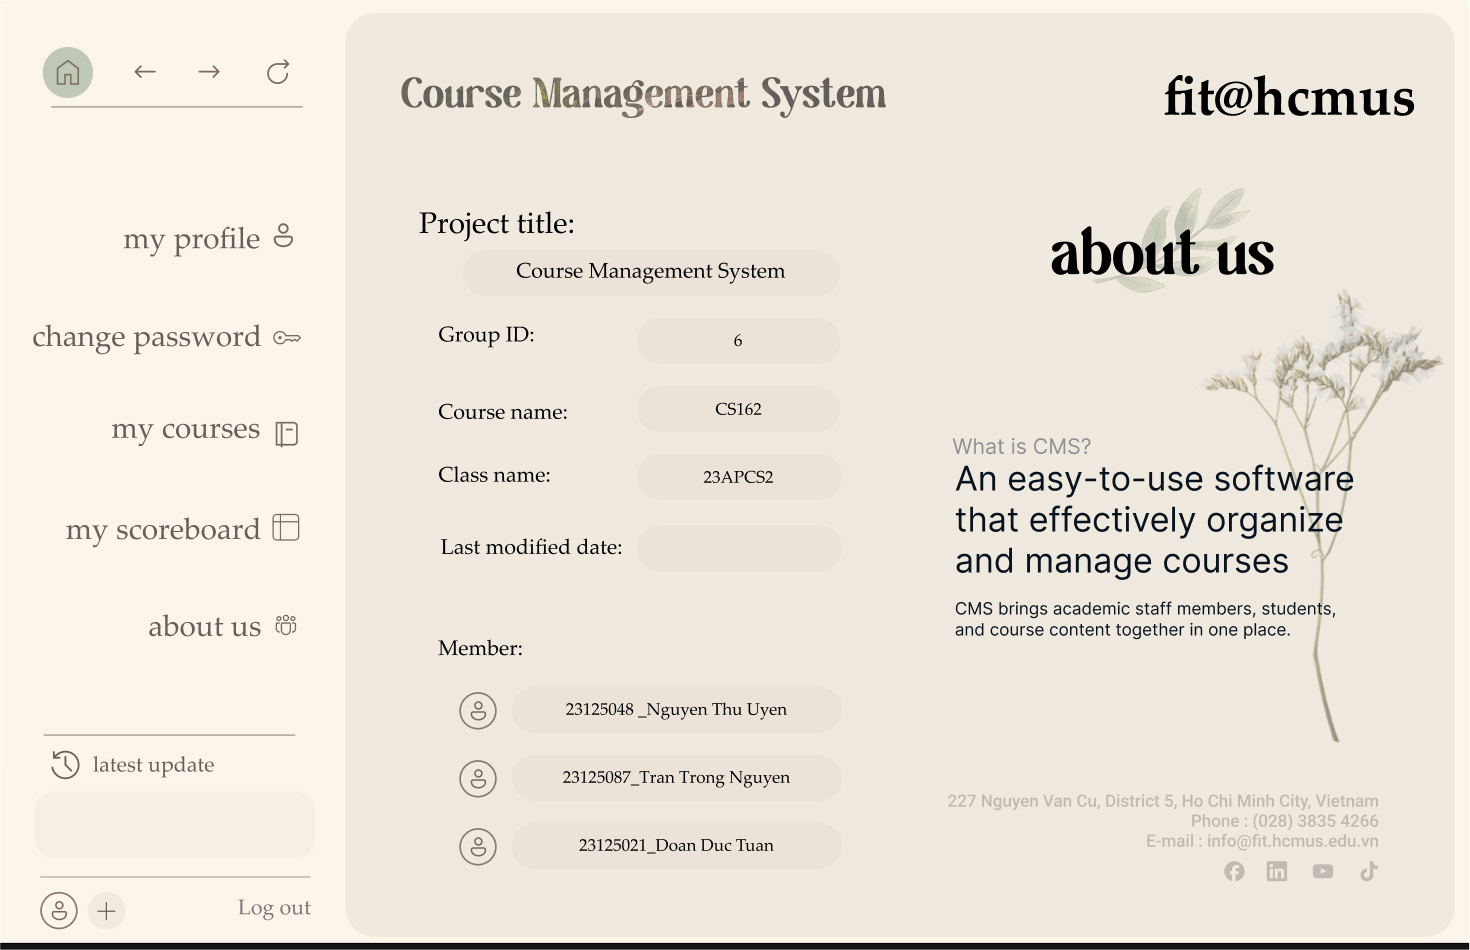 my profile
change password
my courses
my scoreboard
about us
latest update
Log out
Course Management System
fit@hcmus
Project title:
Course Management System
Group ID:
6
Course name:
CS162
Class name:
23APCS2
Last modified date:
Member:
23125048 _Nguyen Thu Uyen
23125087_Tran Trong Nguyen
23125021_Doan Duc Tuan
about us
What is CMS?
An easy-to-use software
that effectively organize
and manage courses
CMS brings academic staff members, students,
and course content together in one place.
227 Nguyen Van Cu, District 5, Ho Chi Minh City, Vietnam
Phone : (028) 3835 4266
E-mail : info@fit.hcmus.edu.vn